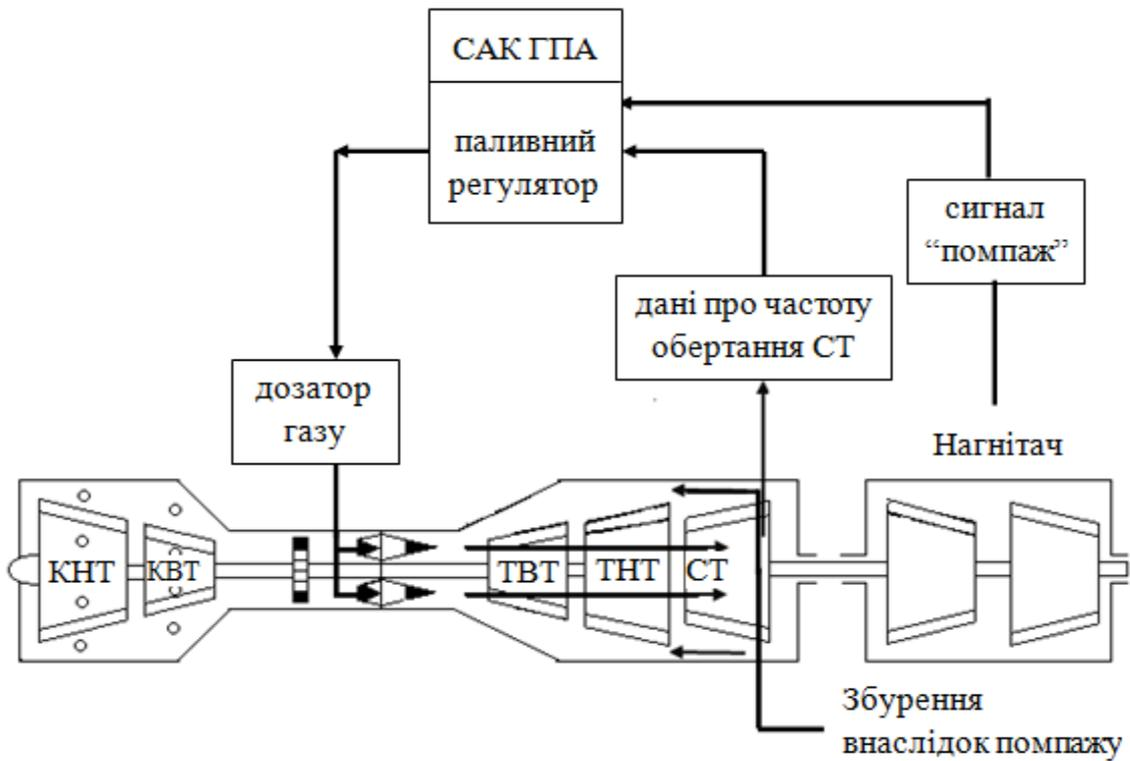 САК ГПА
паливний
регулятор
сигнал
“помпаж”
дані про частоту
обертання СТ
дозатор
газу
Нагнітач
КНТ
КВТ
ТВТ
ТНТ
СТ
Збурення
внаслідок помпажу